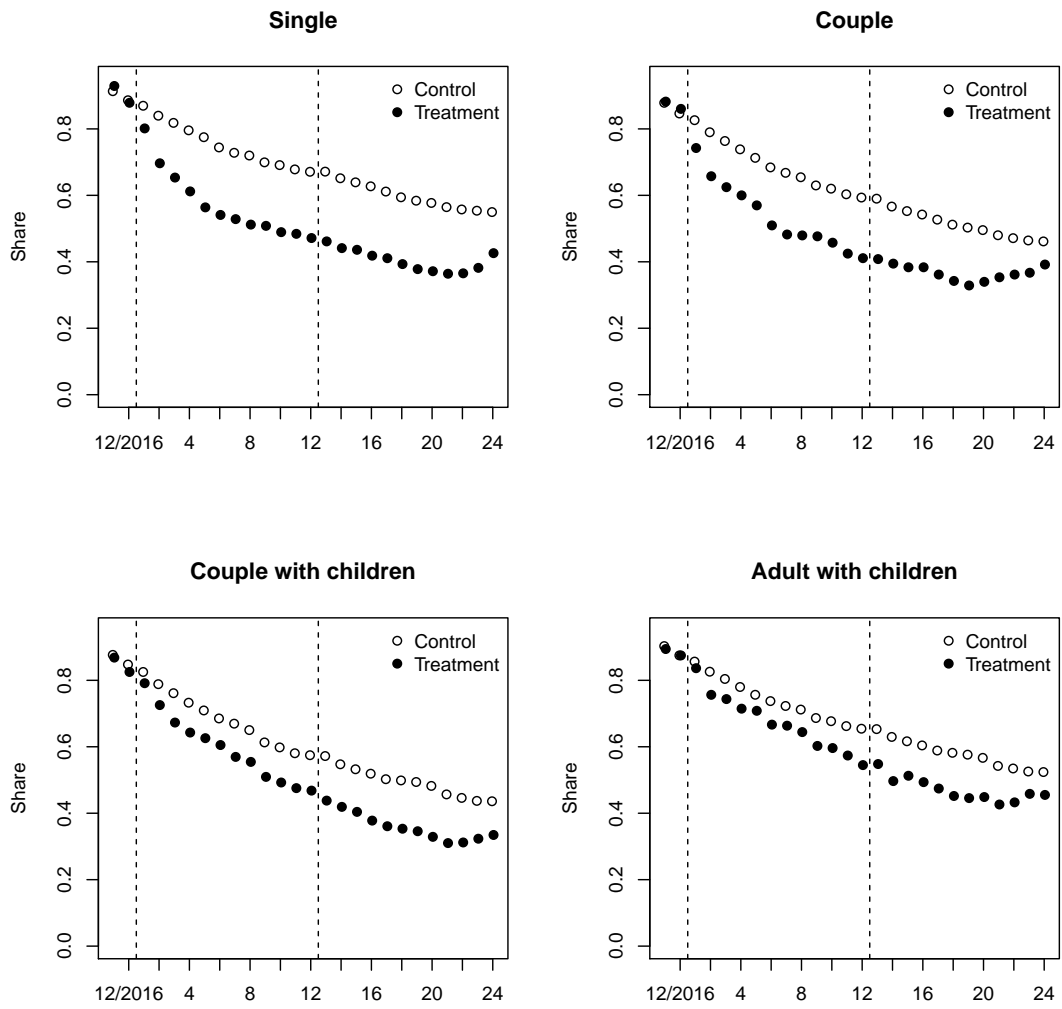 Single
Control
Treatment
Share
0.0 0.2 0.4 0.6 0.8
12/2016 4 8 12 16 20 24
Couple
Control
Treatment
Share
0.0 0.2 0.4 0.6 0.8
12/2016 4 8 12 16 20 24
Couple with children
Control
Treatment
Share
0.0 0.2 0.4 0.6 0.8
12/2016 4 8 12 16 20 24
Adult with children
Control
Treatment
Share
0.0 0.2 0.4 0.6 0.8
12/2016 4 8 12 16 20 24